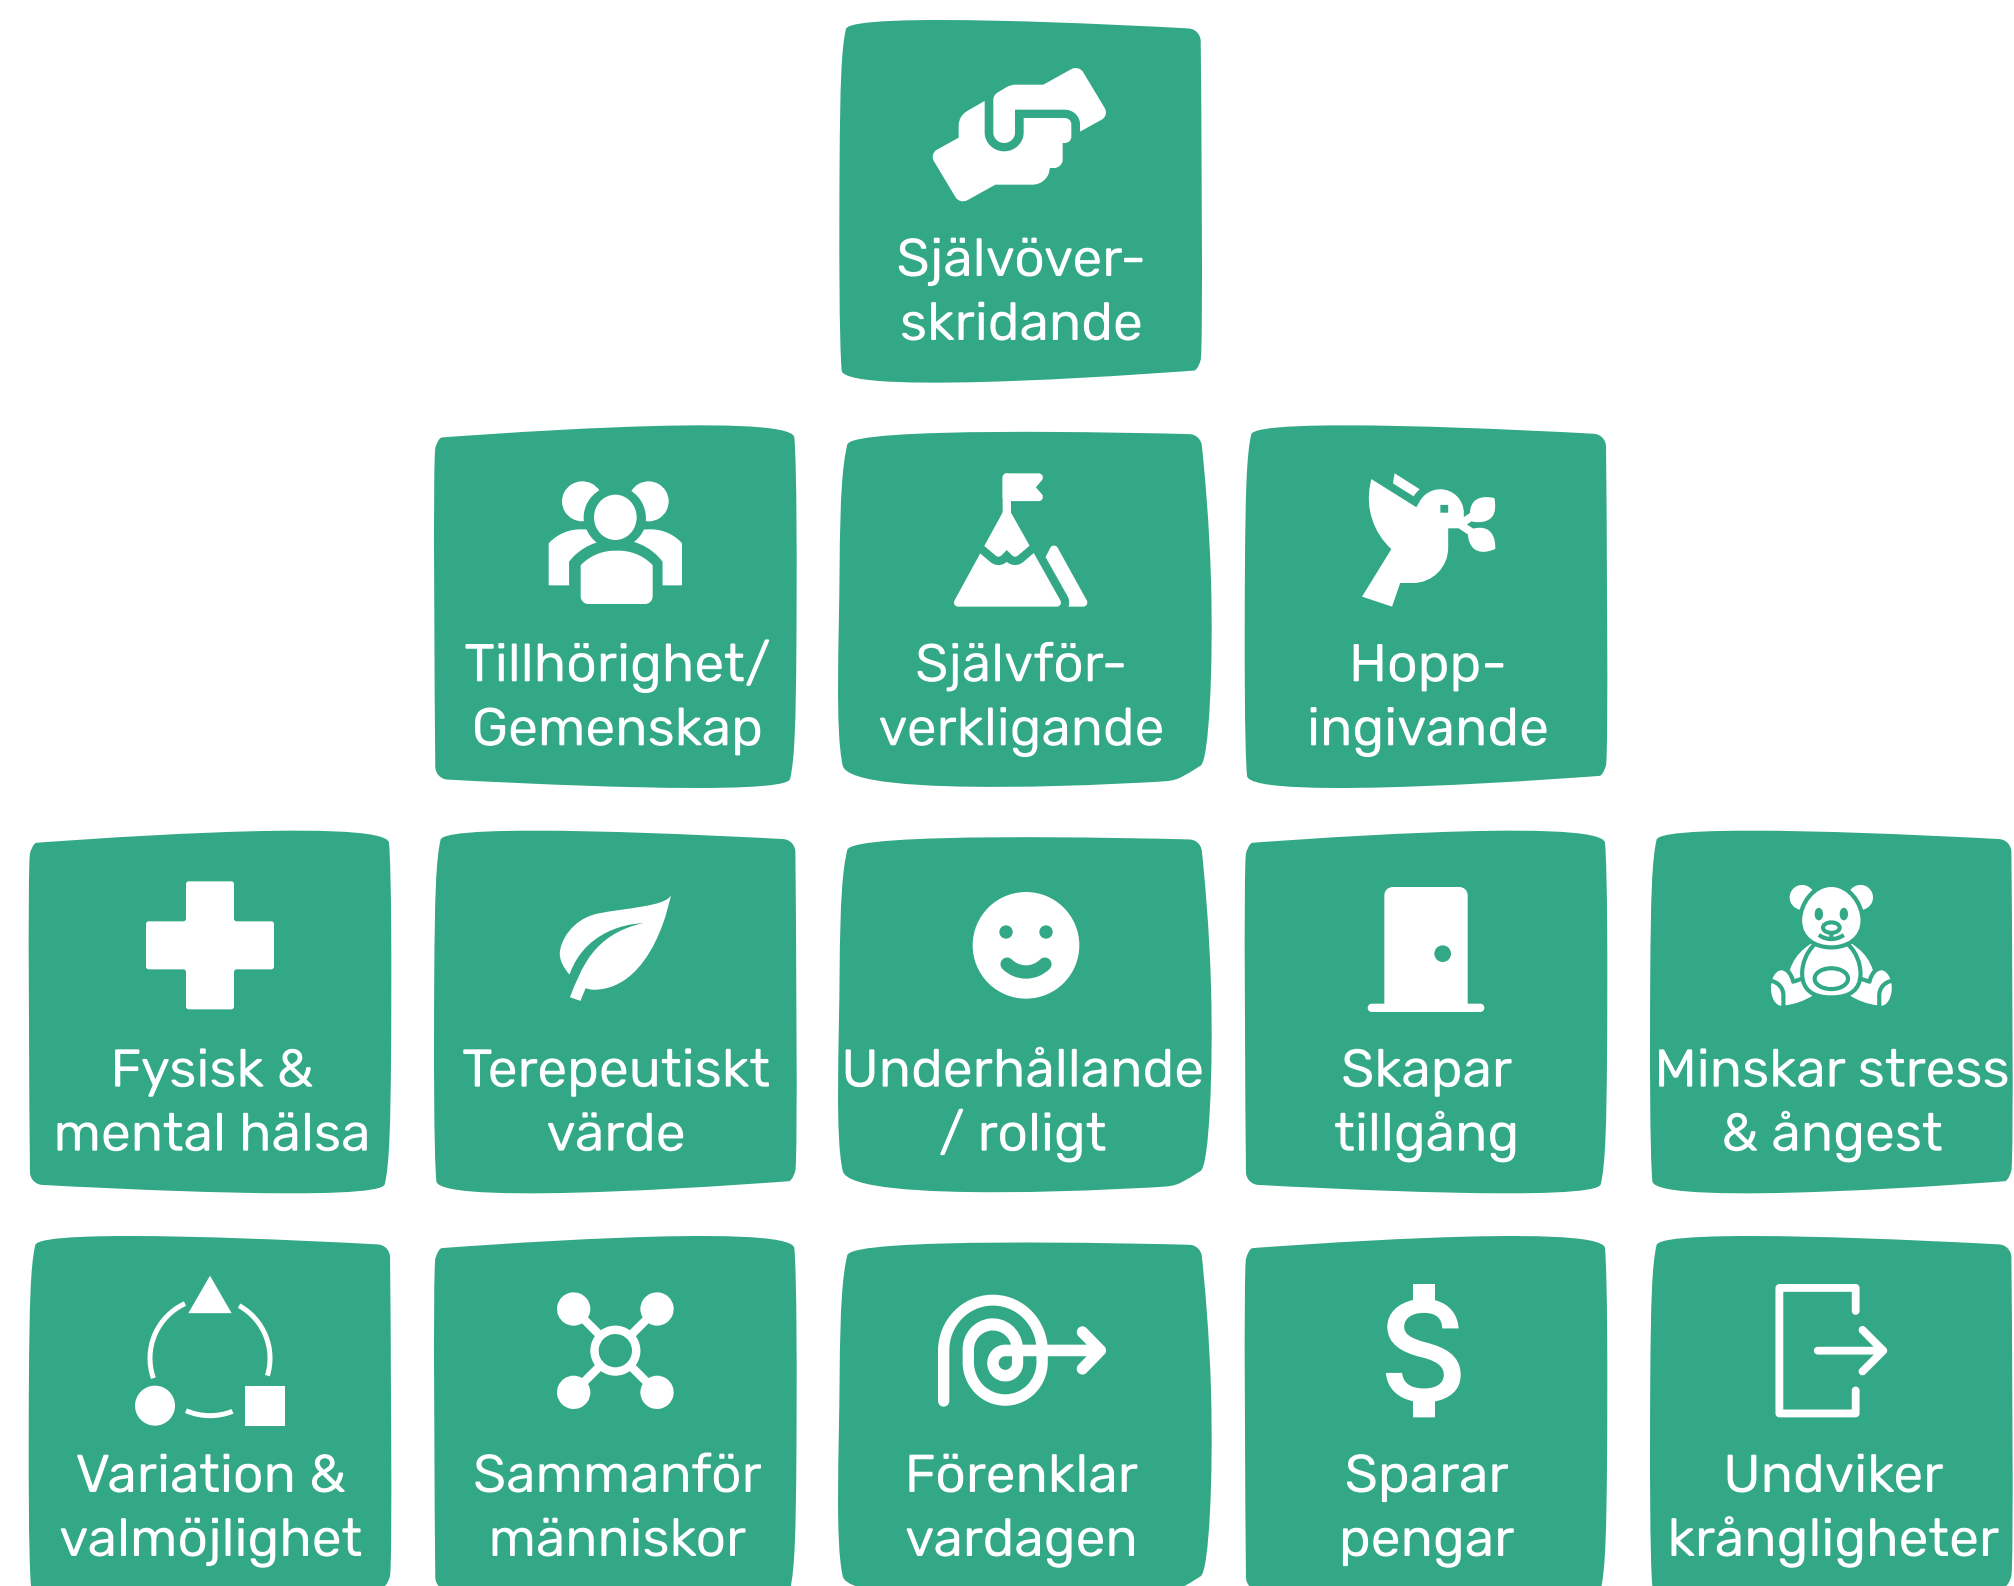 Självöver-
skridande
Tillhörighet/
Gemenskap
Självför-
verkligande
Hopp-
ingivande
Fysisk &
mental hälsa
Terepeutiskt
värde
Underhållande
/ roligt
Skapar
tillgång
Minskar stress
& ångest
Variation &
valmöjlighet
Sammanför
människor
Förenklar
vardagen
Sparar
pengar
Undviker
krångligheter